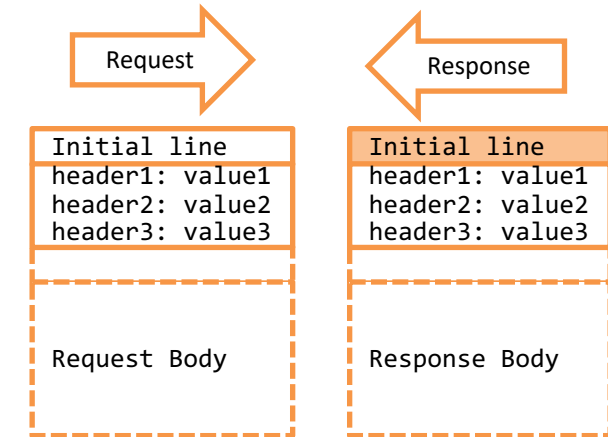 Request
Initial line
header1: value1
header2: value2
header3: value3
Request Body
Response
Initial line
header1: value1
header2: value2
header3: value3
Response Body